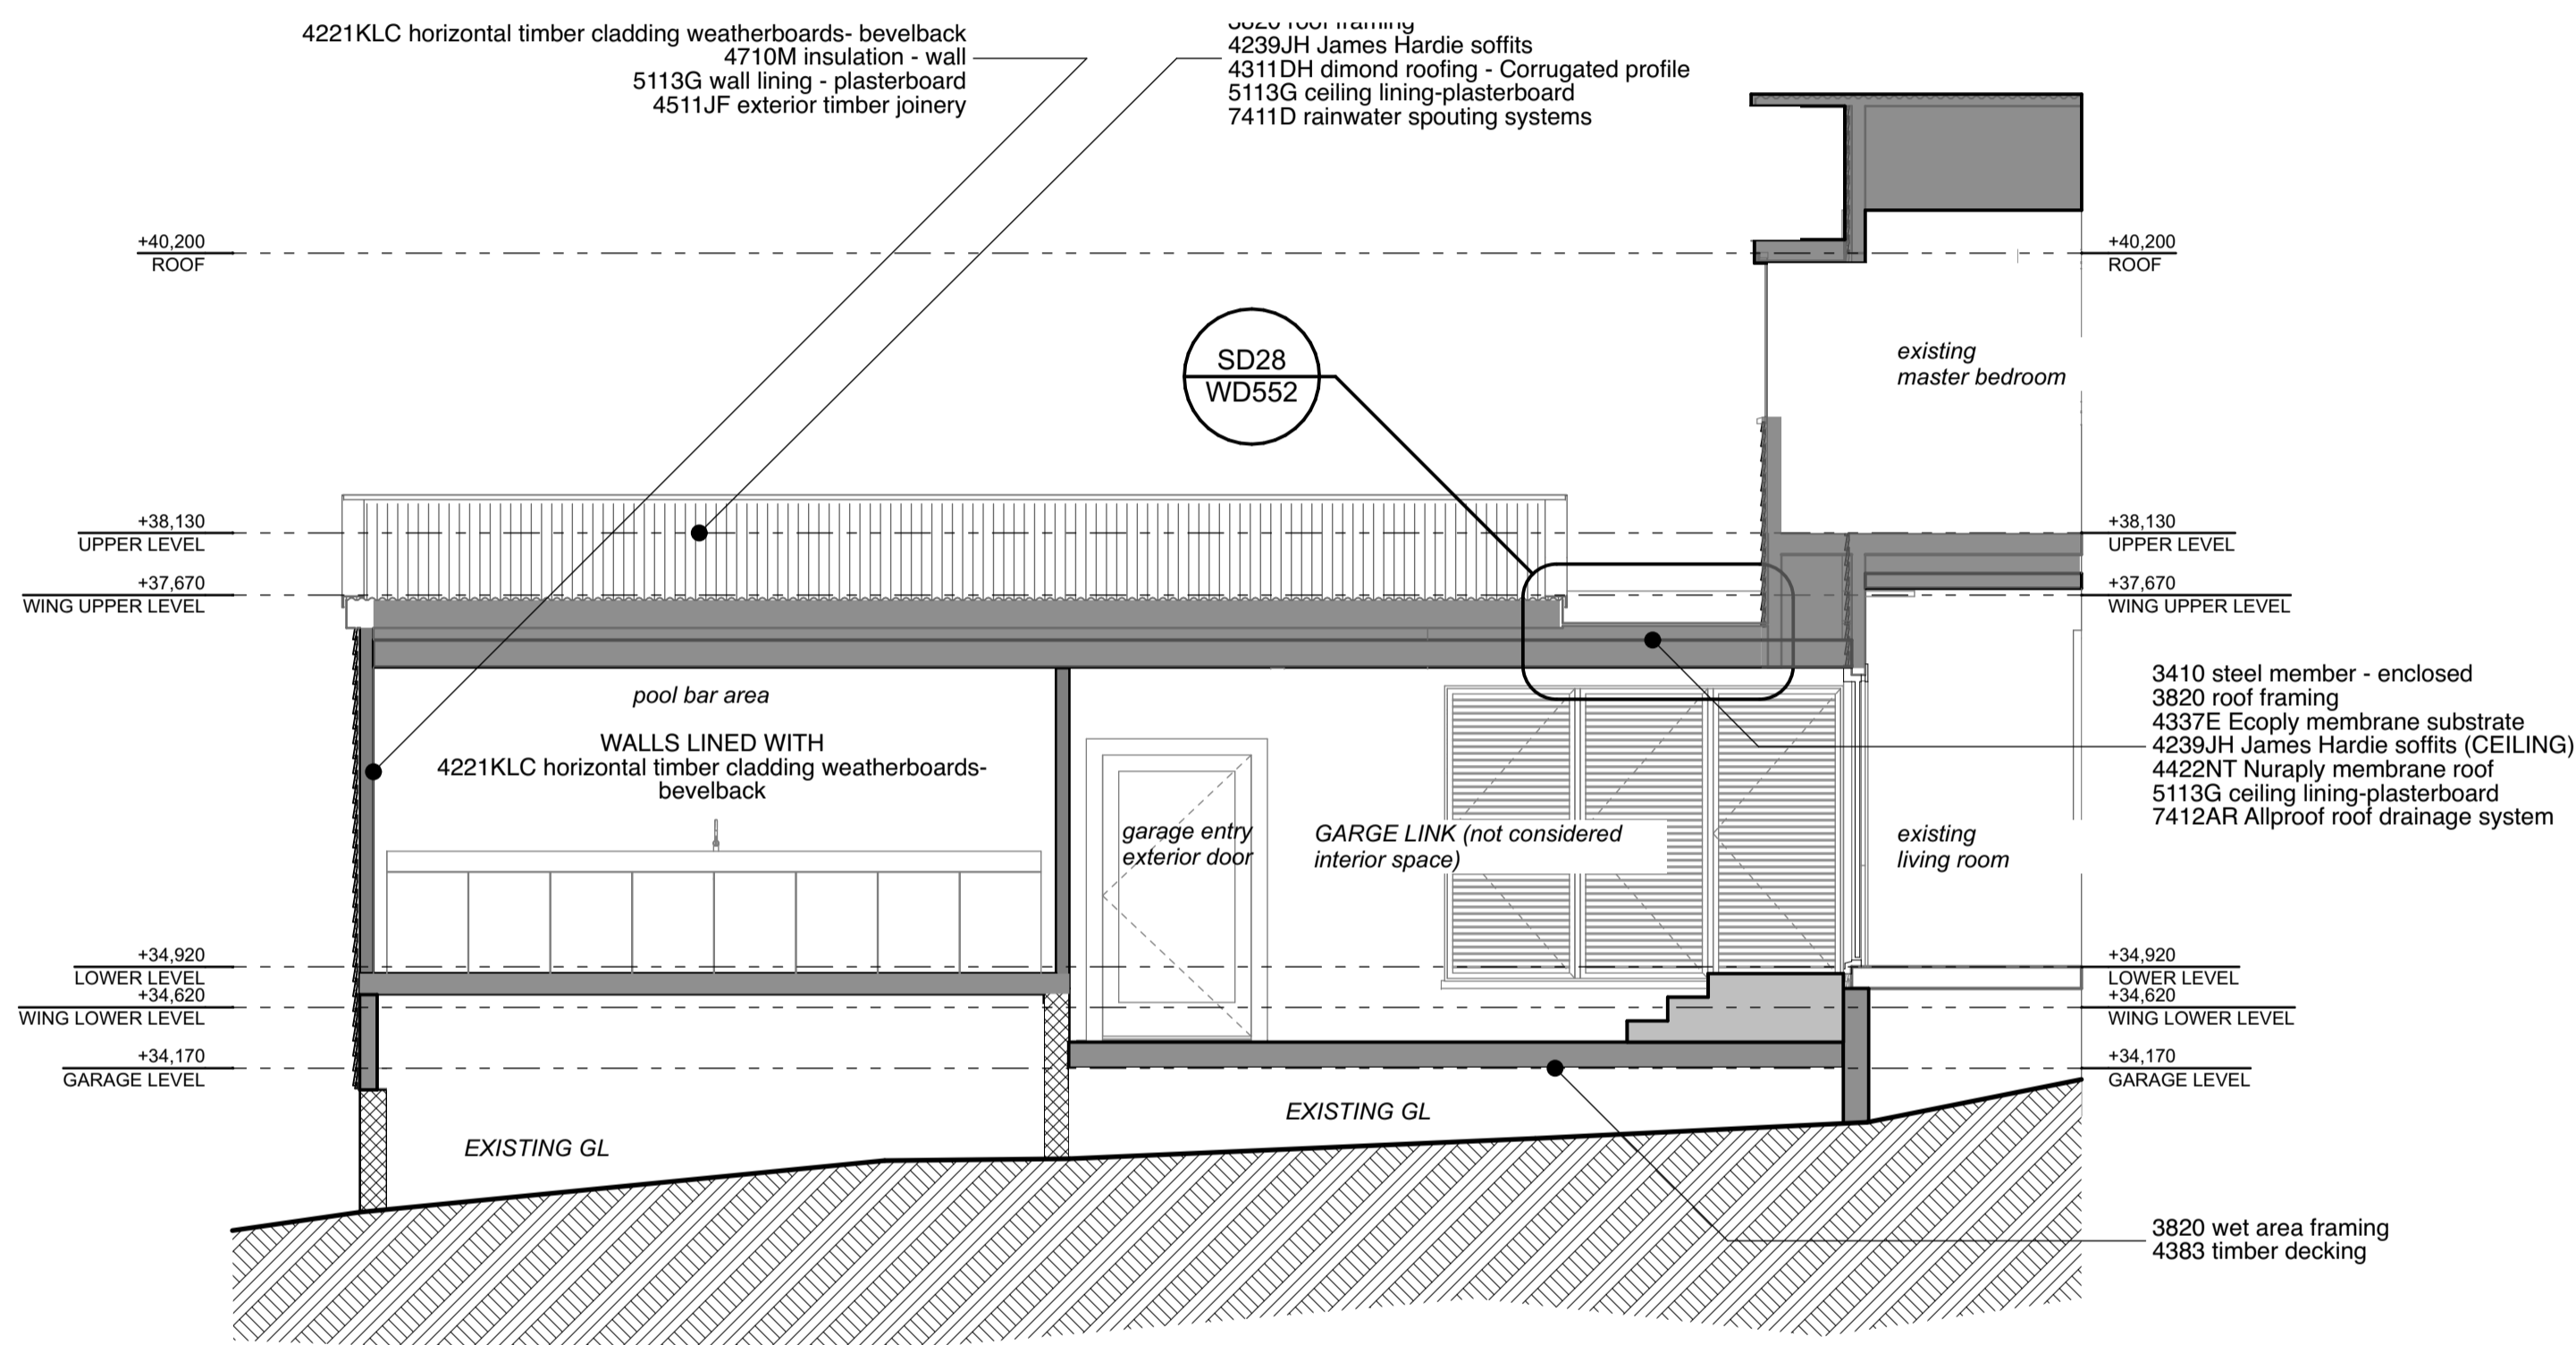 4221KLC horizontal timber cladding weatherboards- bevelback
4710M insulation - wall
5113G wall lining - plasterboard
4511JF exterior timber joinery
3820 roof framing
4239JH James Hardie soffits
4311DH dimond roofing - Corrugated profile
5113G ceiling lining-plasterboard
7411D rainwater spouting systems
+40,200
ROOF
+40,200
ROOF
SD28
WD552
existing
master bedroom
+38,130
UPPER LEVEL
+37,670
WING UPPER LEVEL
+38,130
UPPER LEVEL
+37,670
WING UPPER LEVEL
pool bar area
WALLS LINED WITH
4221KLC horizontal timber cladding weatherboards-
bevelback
garage entry
exterior door
GARGE LINK (not considered
interior space)
existing
living room
3410 steel member - enclosed
3820 roof framing
4337E Ecoply membrane substrate
4239JH James Hardie soffits (CEILING)
4422NT Nuraply membrane roof
5113G ceiling lining-plasterboard
7412AR Allproof roof drainage system
+34,920
LOWER LEVEL
+34,620
WING LOWER LEVEL
+34,170
GARAGE LEVEL
+34,920
LOWER LEVEL
+34,620
WING LOWER LEVEL
+34,170
GARAGE LEVEL
EXISTING GL
EXISTING GL
3820 wet area framing
4383 timber decking